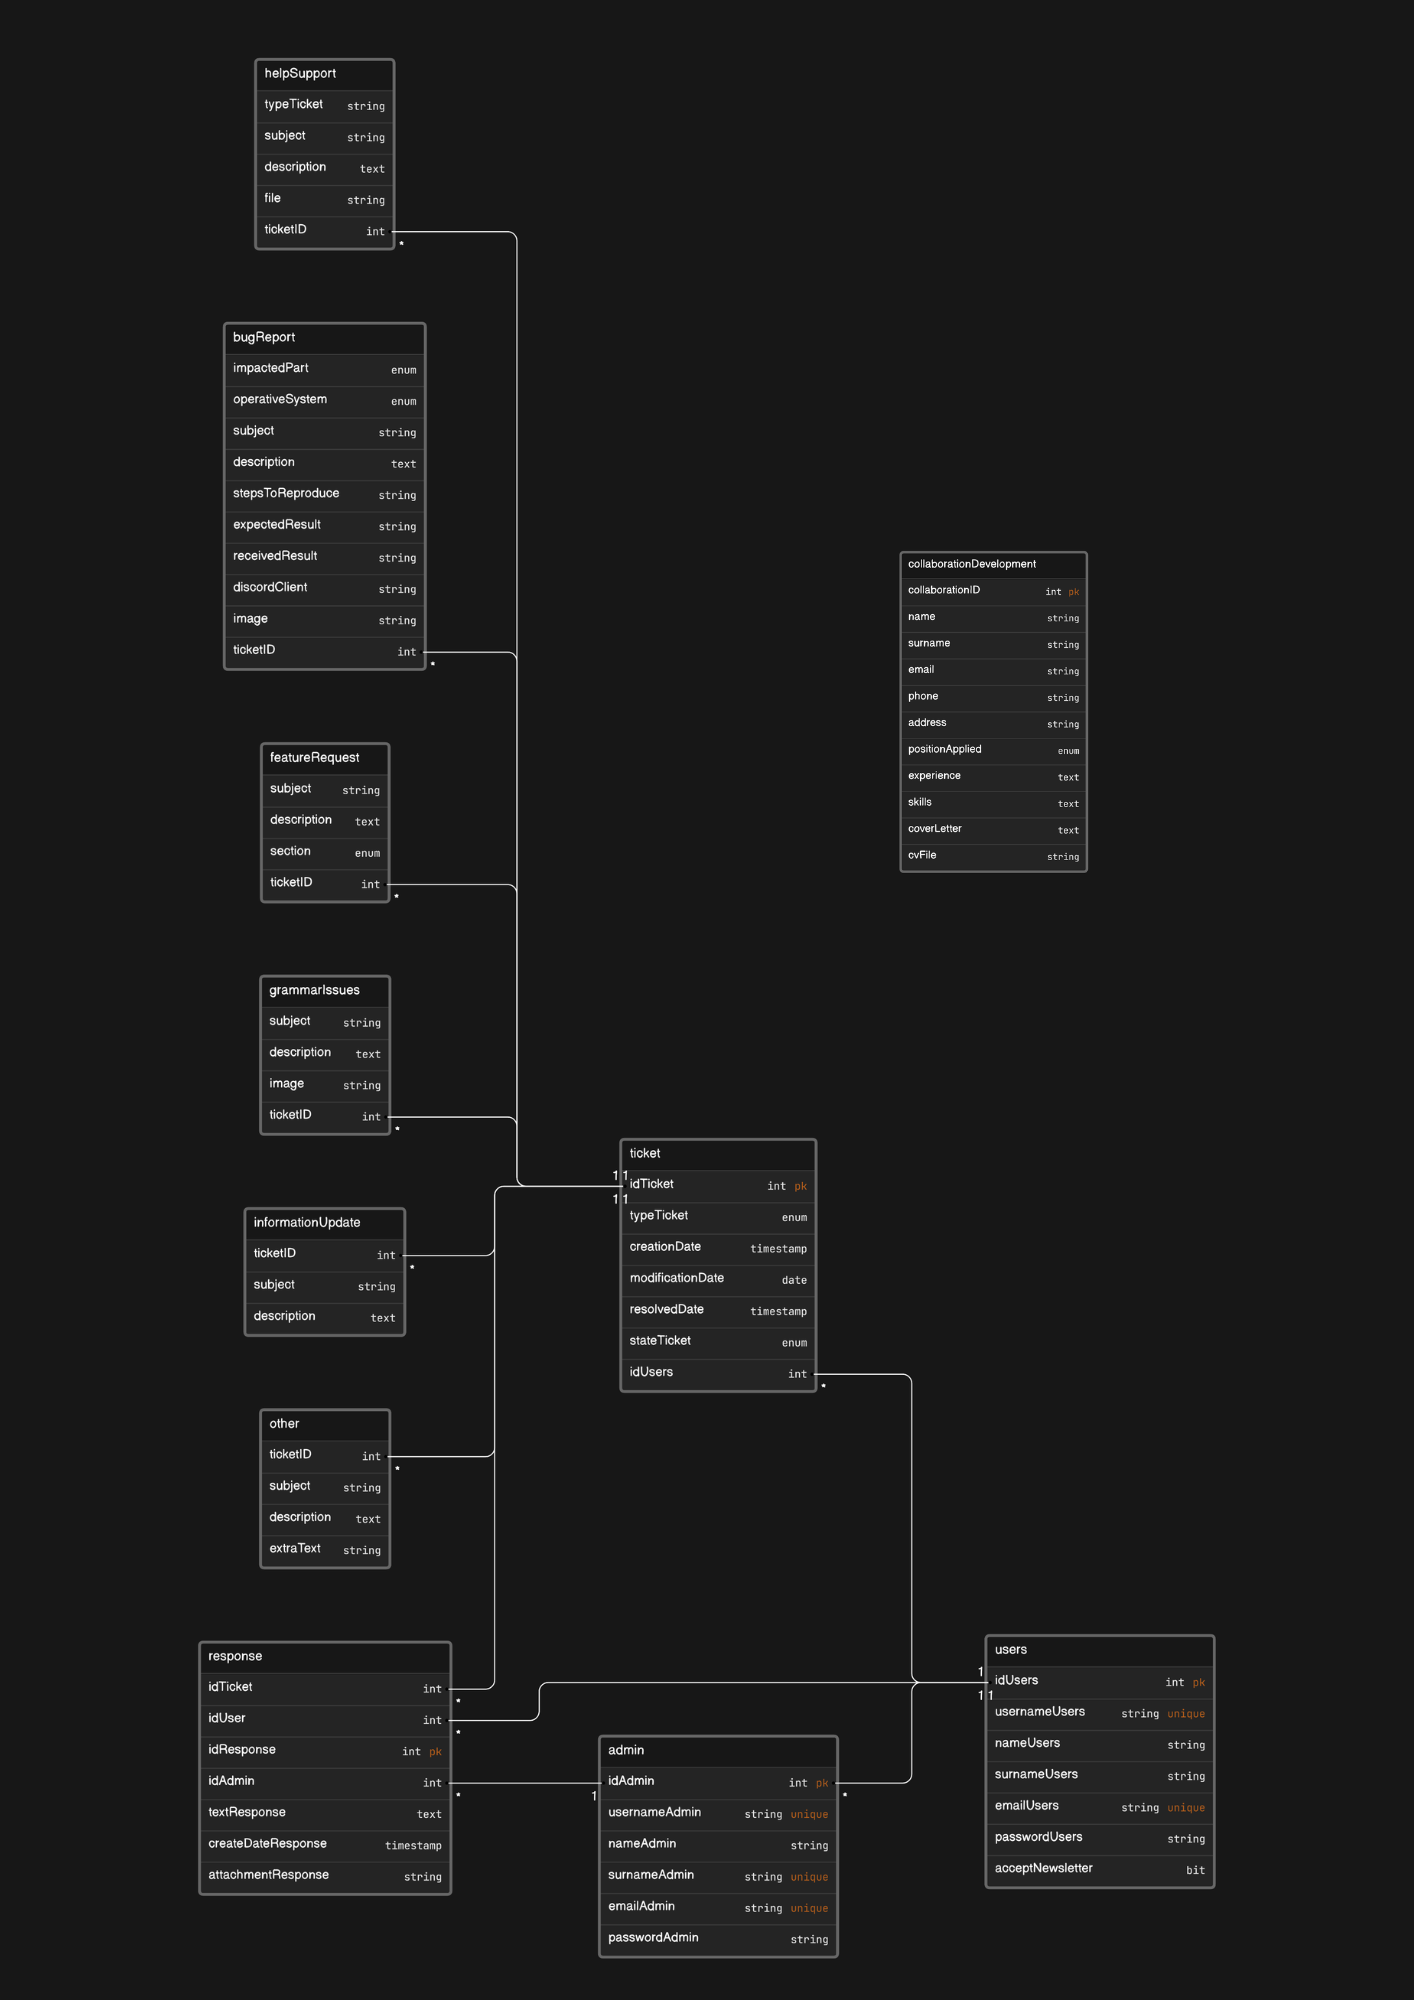 helpSupport
typeTicket string
subject string
description text
file string
ticketID int
*
bugReport
impactedPart enum
operativeSystem enum
subject string
description text
stepsToReproduce string
expectedResult string
receivedResult string
discordClient string
image string
ticketID int
*
collaborationDevelopment
collaborationID int pk
name string
surname string
email string
phone string
address string
positionApplied enum
experience text
skills text
coverLetter text
cvFile string
featureRequest
subject string
description text
section enum
ticketID int
*
grammarIssues
subject string
description text
image string
ticketID int
*
ticket
1 1
idTicket int pk
1 1
typeTicket enum
creationDate timestamp
modificationDate date
resolvedDate timestamp
stateTicket enum
idUsers int
*
informationUpdate
ticketID int
*
subject string
description text
other
ticketID int
*
subject string
description text
extraText string
response
idTicket int
*
idUser int
*
idResponse int pk
idAdmin int
*
textResponse text
createDateResponse timestamp
attachmentResponse string
admin
idAdmin int pk
1 *
usernameAdmin string unique
nameAdmin string
surnameAdmin string unique
emailAdmin string unique
passwordAdmin string
users
1
idUsers int pk
1 1
usernameUsers string unique
nameUsers string
surnameUsers string
emailUsers string unique
passwordUsers string
acceptNewsletter bit